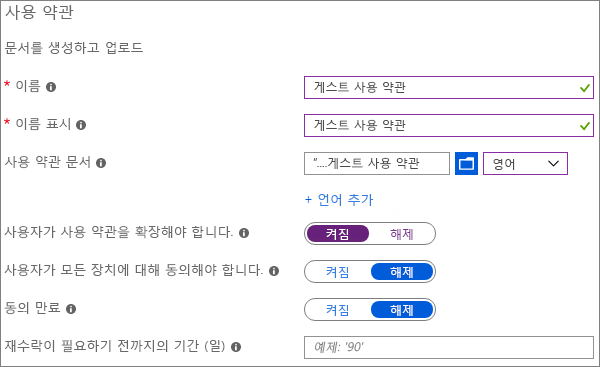 사용 약관
문서를 생성하고 업로드
* 이름
게스트 사용 약관
* 이름 표시
게스트 사용 약관
사용 약관 문서
"....게스트 사용 약관
영어
+ 언어 추가
사용자가 사용 약관을 확장해야 합니다.
켜짐 해제
사용자가 모든 장치에 대해 동의해야 합니다.
켜짐 해제
동의 만료
켜짐 해제
재수락이 필요하기 전까지의 기간 (일)
예제: '90'